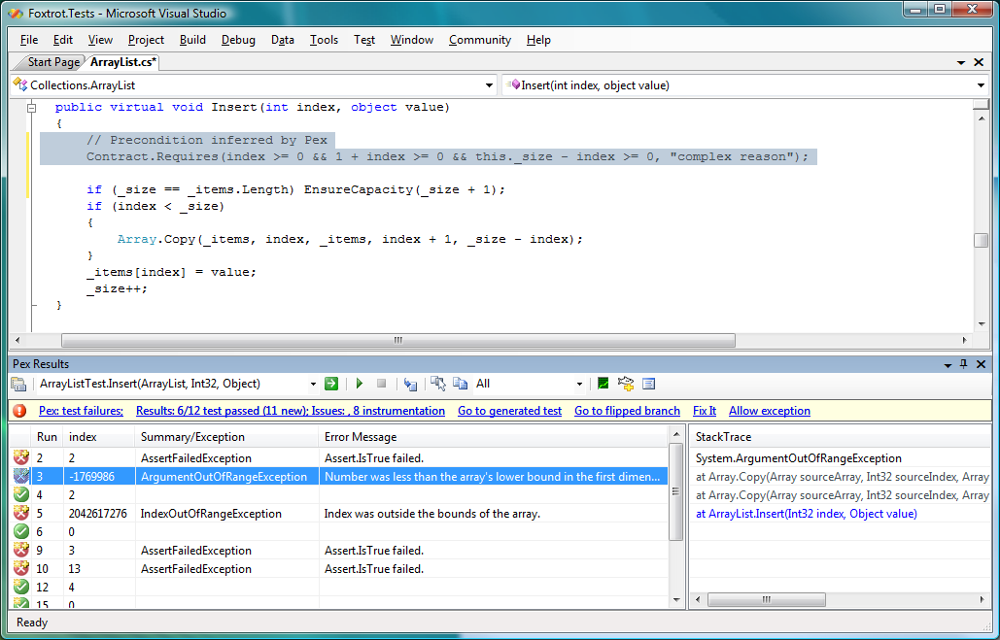 Foxtrot.Tests - Microsoft Visual Studio
File Edit View Project Build Debug Data Tools Test Window Community Help
Start Page ArrayList.cs*
Collections.ArrayList Insert(int index, object value)
public virtual void Insert(int index, object value)
{
// Precondition inferred by Pex
Contract.Requires(index >= 0 && 1 + index >= 0 && this._size - index >= 0, "complex reason");
if (_size == _items.Length) EnsureCapacity(_size + 1);
if (index < _size)
{
Array.Copy(_items, index, _items, index + 1, _size - index);
}
_items[index] = value;
_size++;
}
Pex Results
ArrayListTest.Insert(ArrayList, Int32, Object) All
Pex: test failures; Results: 6/12 test passed (11 new); Issues: , 8 instrumentation Go to generated test Go to flipped branch Fix It Allow exception
Run index Summary/Exception Error Message StackTrace
2 2 AssertFailedException Assert.IsTrue failed. System.ArgumentOutOfRangeException
3 -1769986 ArgumentOutOfRangeException Number was less than the array's lower bound in the first dimen... at Array.Copy(Array sourceArray, Int32 sourceIndex, Array
4 2 at Array.Copy(Array sourceArray, Int32 sourceIndex, Array
5 2042617276 IndexOutOfRangeException Index was outside the bounds of the array. at ArrayList.Insert(Int32 index, Object value)
6 0
9 3 AssertFailedException Assert.IsTrue failed.
10 13 AssertFailedException Assert.IsTrue failed.
12 4
15 0
Ready